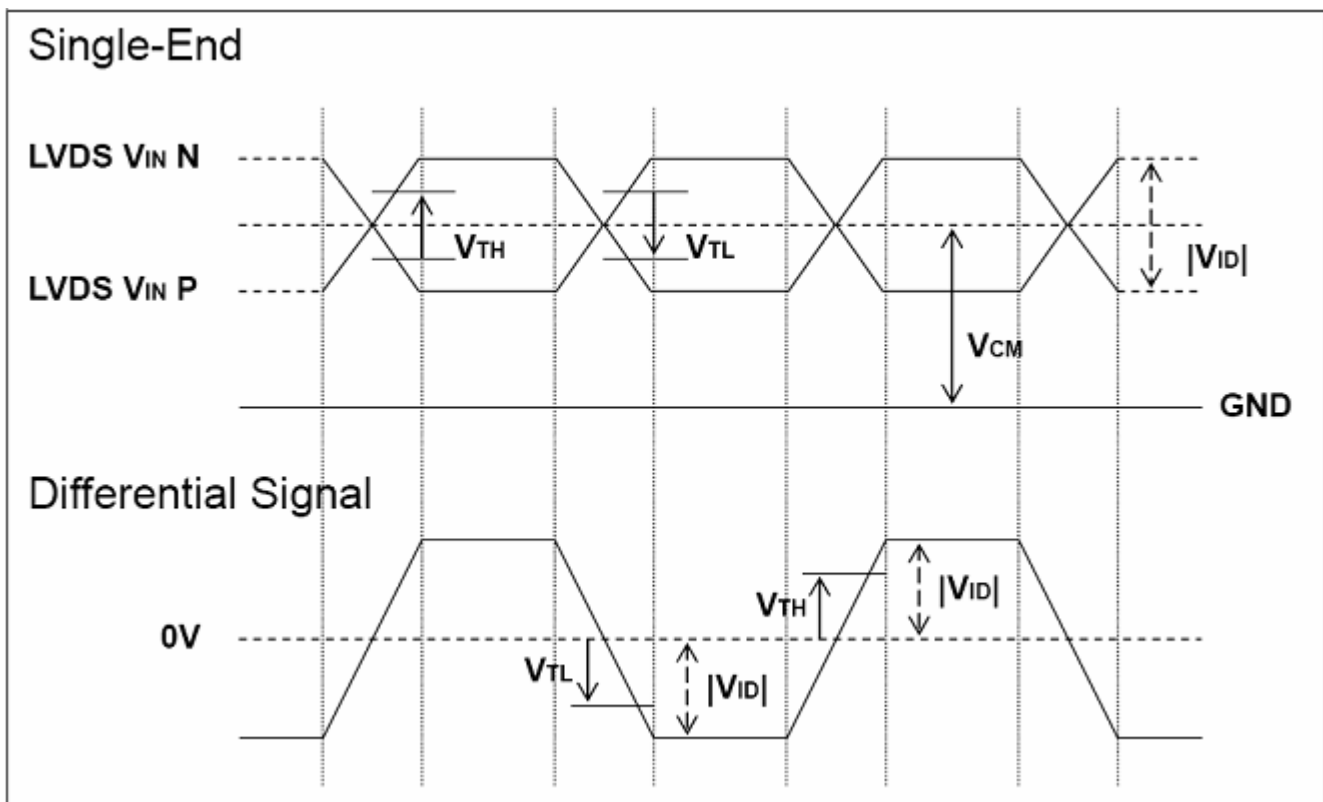 Single-End
LVDS VIN N
VTH
VTL
|VID|
LVDS VIN P
VCM
GND
Differential Signal
VTH
|VID|
0V
VTL
|VID|